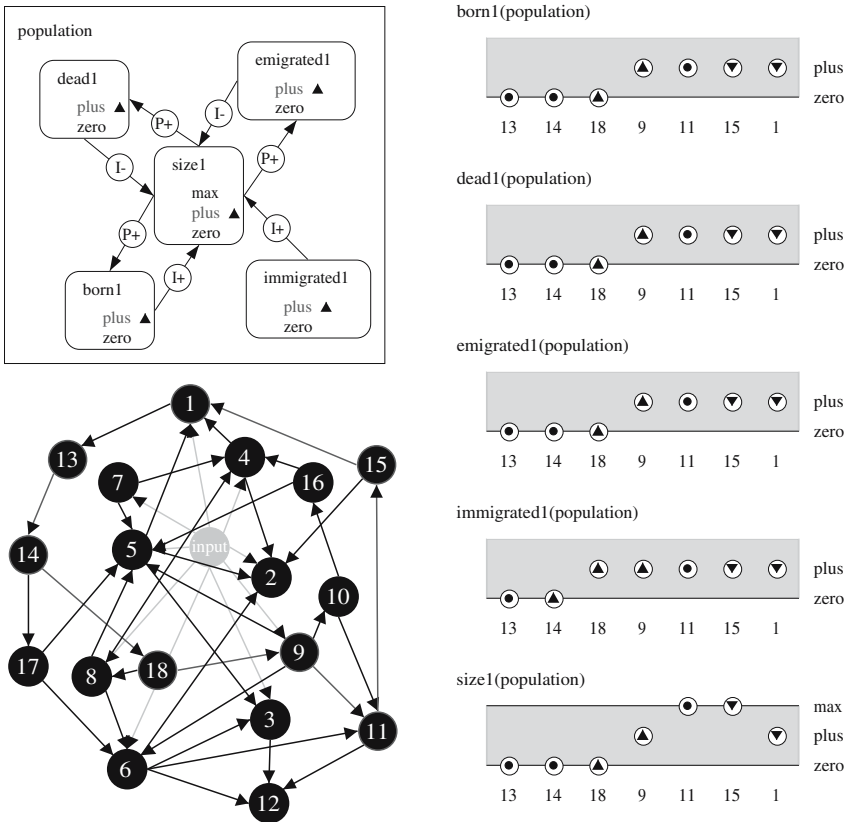 population
dead1
plus
zero
emigrated1
plus
zero
I-
P+
I-
P+
size1
max
plus
zero
P+
I+
I+
born1
plus
zero
immigrated1
plus
zero
1
13
4
15
7
16
input
14
5
2
10
9
17
8
18
3
11
6
12
born1(population)
plus
zero
13 14 18 9 11 15 1
dead1(population)
plus
zero
13 14 18 9 11 15 1
emigrated1(population)
plus
zero
13 14 18 9 11 15 1
immigrated1(population)
plus
zero
13 14 18 9 11 15 1
size1(population)
max
plus
zero
13 14 18 9 11 15 1